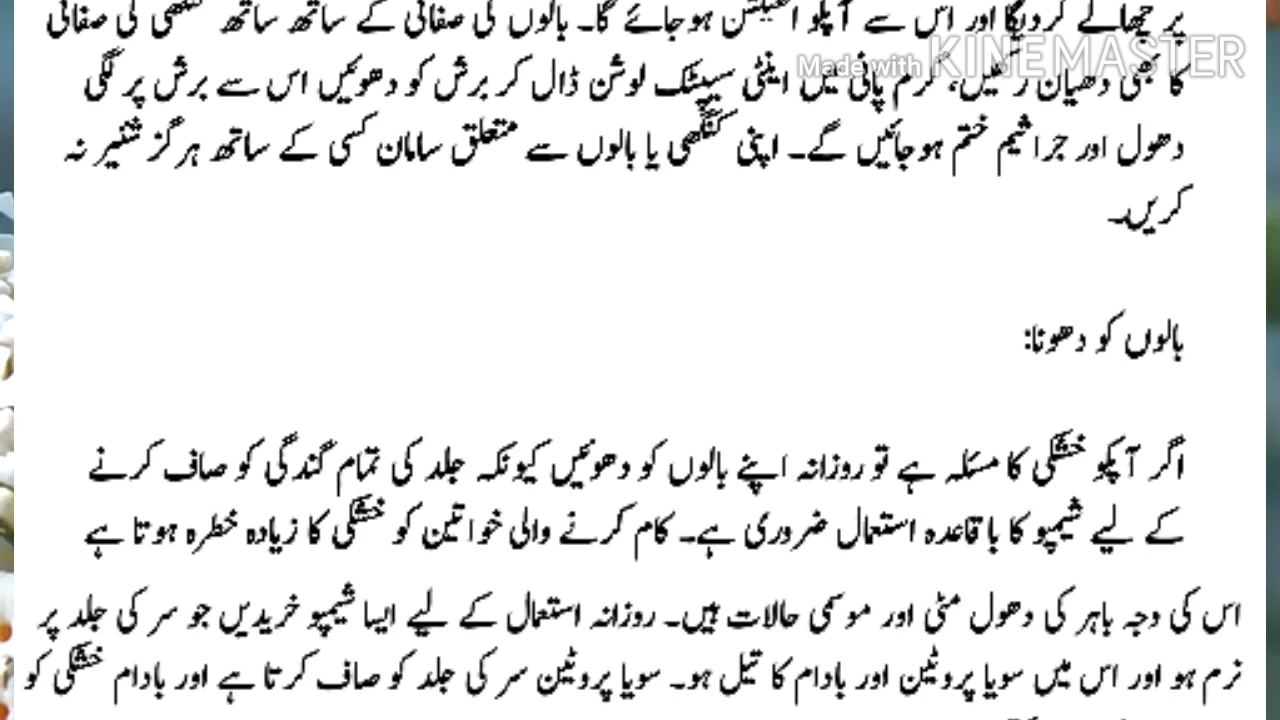 پر چھالے کردیگا اور اس سے آپکو انفیکشن ہو جائے گا۔ بالوں کی صفائی کے ساتھ ساتھ کنگھی کی صفائی
Made with KINEMASTER
کا بھی دھیان رکھیں، گرم پانی میں اینٹی سیپٹک لوشن ڈال کر برش کو دھوئیں اس سے برش پر لگی
دھول اور جراثیم ختم ہو جائیں گے۔ اپنی کنگھی یا بالوں سے متعلق سامان کسی کے ساتھ ہرگز شئیر نہ
کریں۔
بالوں کو دھونا:
اگر آپکو خشکی کا مسئلہ ہے تو روزانہ اپنے بالوں کو دھوئیں کیونکہ جلد کی تمام گندگی کو صاف کرنے
کے لیے شیمپو کا باقاعدہ استعمال ضروری ہے۔ کام کرنے والی خواتین کو خشکی کا زیادہ خطرہ ہوتا ہے
اس کی وجہ باہر کی دھول مٹی اور موسمی حالات ہیں۔ روزانہ استعمال کے لیے ایسا شیمپو خریدیں جو سر کی جلد پر
نرم ہو اور اس میں سویا پروٹین اور بادام کا تیل ہو۔ سویا پروٹین سر کی جلد کو صاف کرتا ہے اور بادام خشکی کو